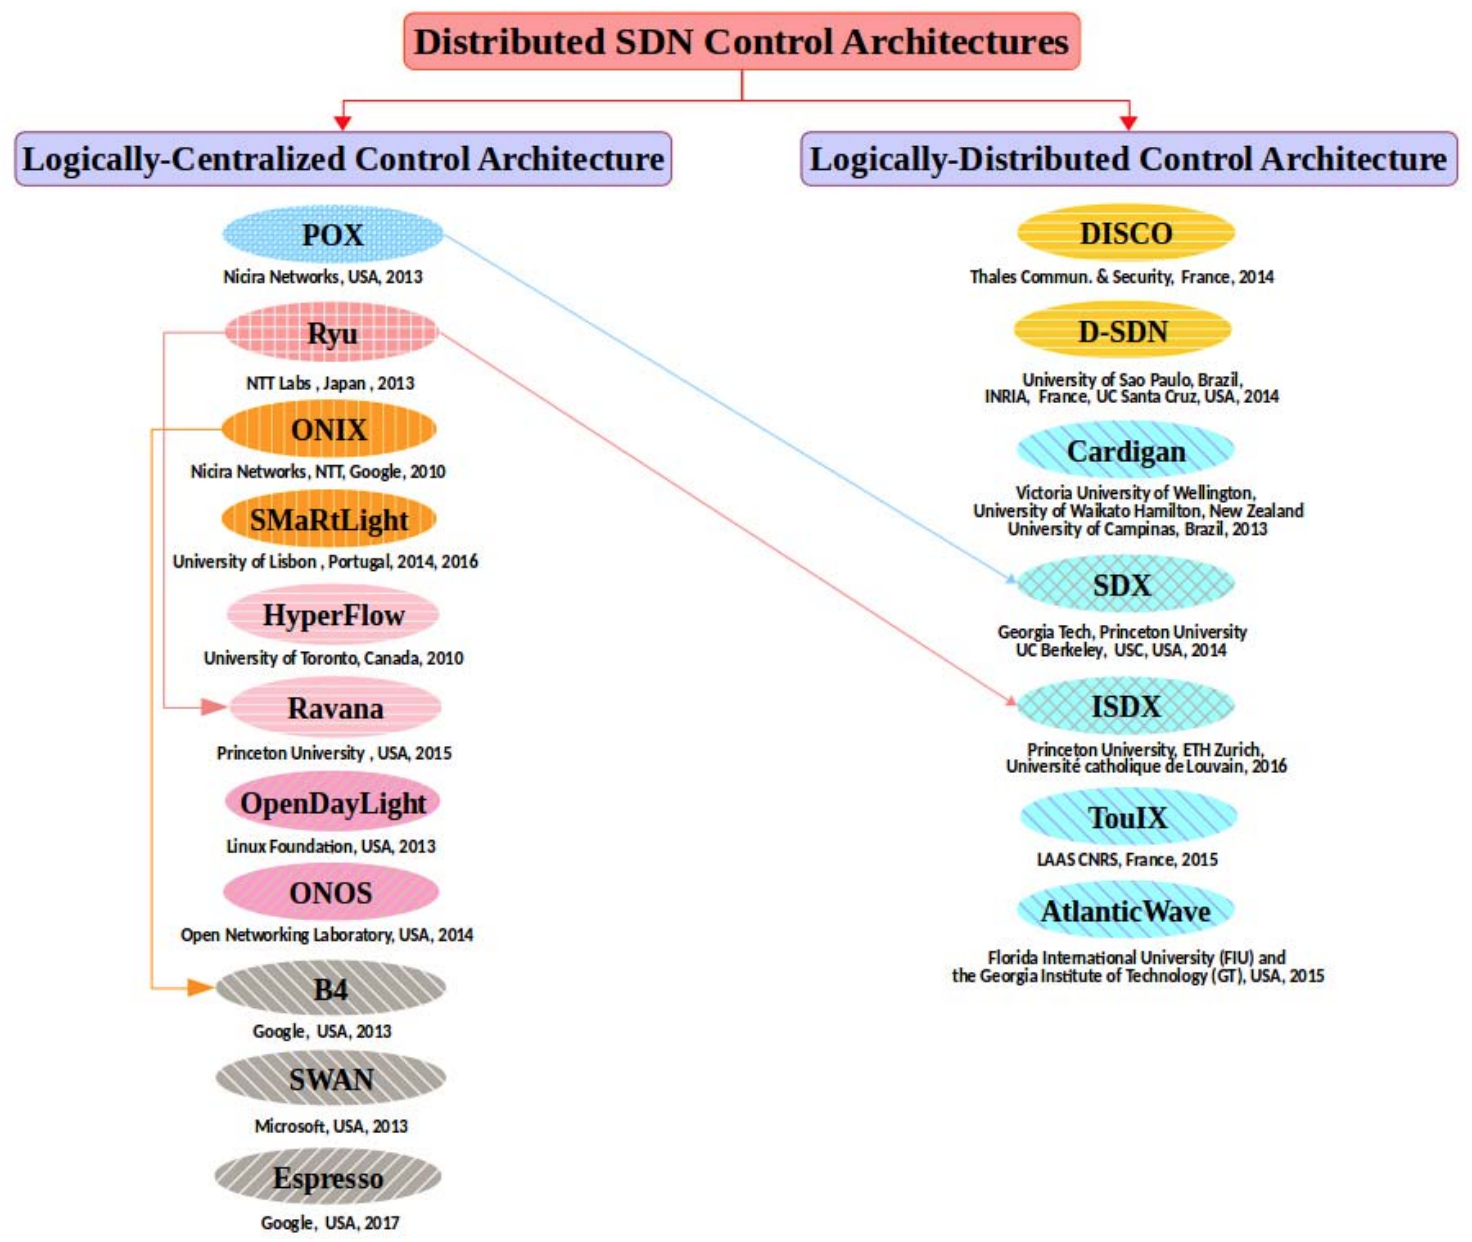 Distributed SDN Control Architectures
Logically-Centralized Control Architecture
POX
Nicira Networks, USA, 2013
Ryu
NTT Labs , Japan , 2013
ONIX
Nicira Networks, NTT, Google, 2010
SMaRtLight
University of Lisbon , Portugal, 2014, 2016
HyperFlow
University of Toronto, Canada, 2010
Ravana
Princeton University , USA, 2015
OpenDayLight
Linux Foundation, USA, 2013
ONOS
Open Networking Laboratory, USA, 2014
B4
Google, USA, 2013
SWAN
Microsoft, USA, 2013
Espresso
Google, USA, 2017
Logically-Distributed Control Architecture
DISCO
Thales Commun. & Security, France, 2014
D-SDN
University of Sao Paulo, Brazil,
INRIA, France, UC Santa Cruz, USA, 2014
Cardigan
Victoria University of Wellington,
University of Waikato Hamilton, New Zealand
University of Campinas, Brazil, 2013
SDX
Georgia Tech, Princeton University
UC Berkeley, USC, USA, 2014
ISDX
Princeton University, ETH Zurich,
Université catholique de Louvain, 2016
TouIX
LAAS CNRS, France, 2015
AtlanticWave
Florida International University (FIU) and
the Georgia Institute of Technology (GT), USA, 2015